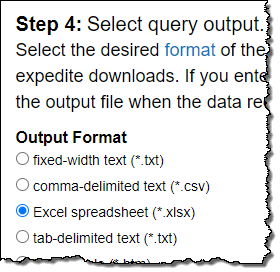 Step 4: Select query output.
Select the desired format of the
expedite downloads. If you ente
the output file when the data re
Output Format
fixed-width text (*.txt)
comma-delimited text (*.csv)
Excel spreadsheet (*.xlsx)
tab-delimited text (*.txt)